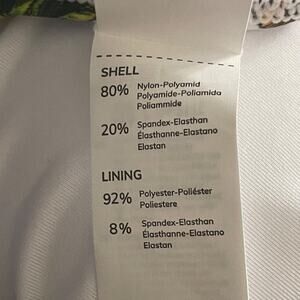 SHELL
80% Nylon-Polyamid
Polyamide-Poliamida
Poliammide
20% Spandex-Elasthan
Élasthanne-Elastano
Elastan
LINING
92% Polyester-Poliéster
Poliestere
8% Spandex-Elasthan
Élasthanne-Elastano
Elastan